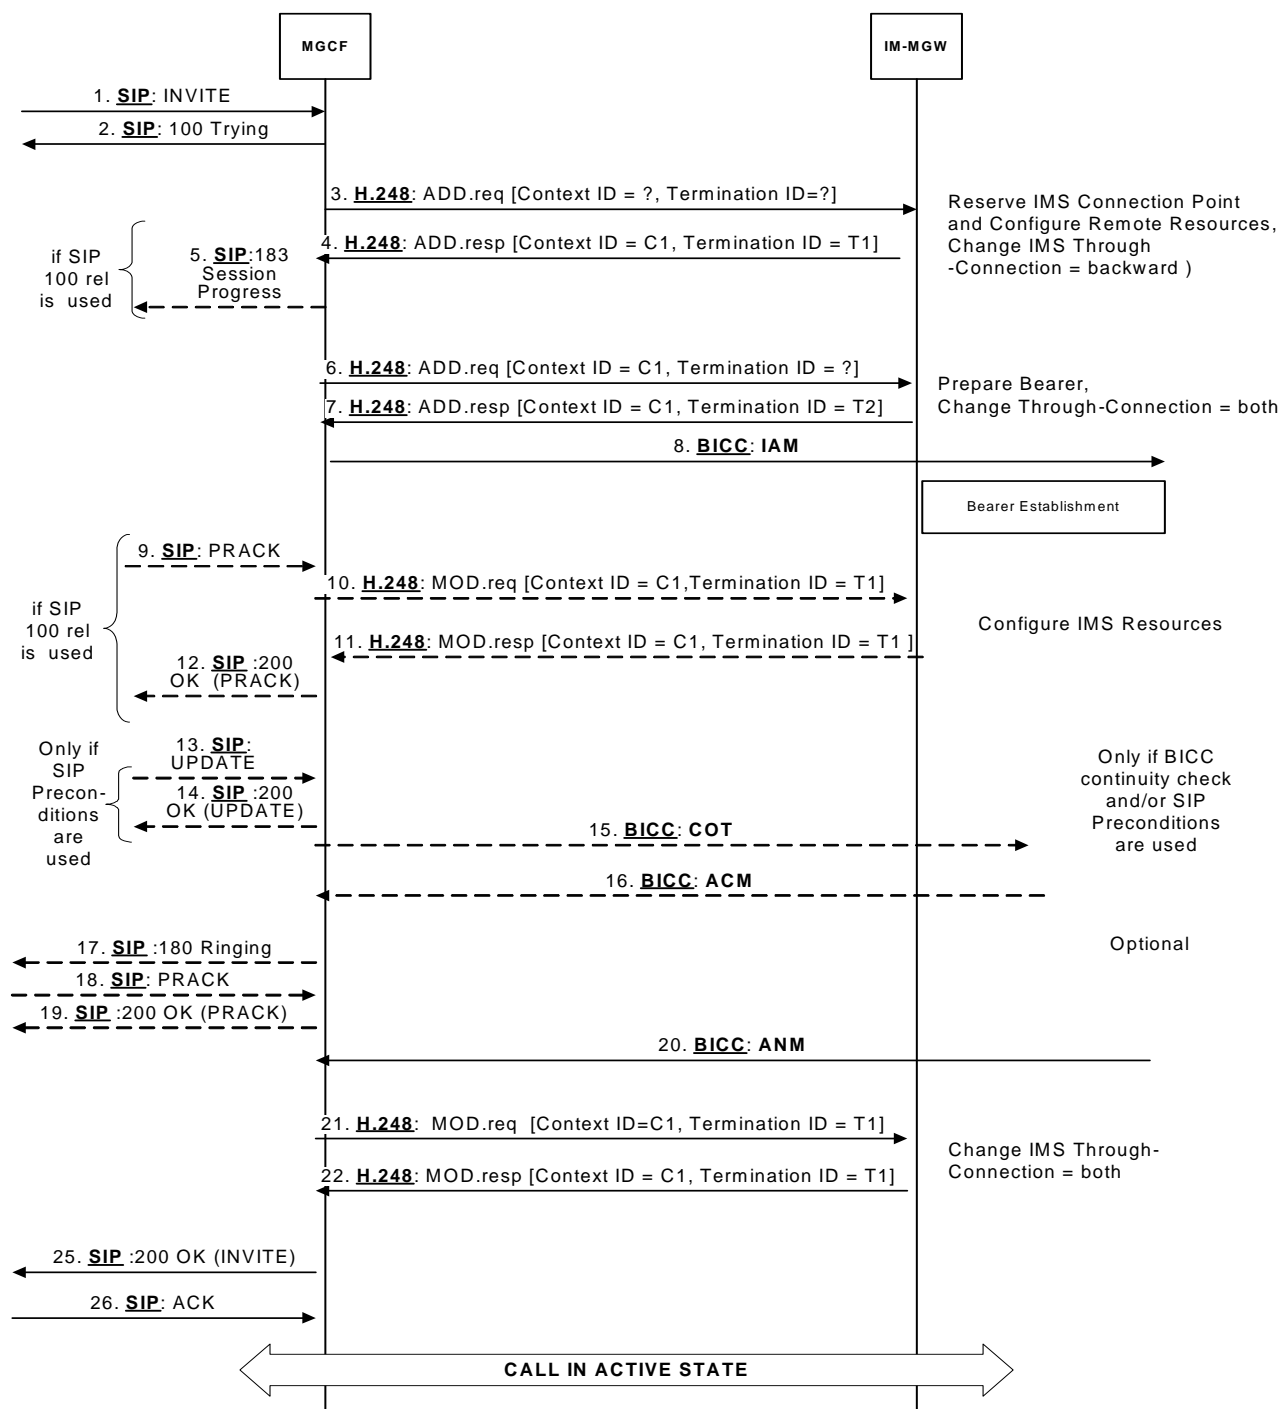 MGCF
IM-MGW
1. SIP: INVITE
2. SIP: 100 Trying
3. H.248: ADD.req [Context ID = ?, Termination ID=?]
Reserve IMS Connection Point
and Configure Remote Resources,
Change IMS Through
-Connection = backward )
4. H.248: ADD.resp [Context ID = C1, Termination ID = T1]
if SIP
100 rel
is used
5. SIP:183
Session
Progress
6. H.248: ADD.req [Context ID = C1, Termination ID = ?]
Prepare Bearer,
Change Through-Connection = both
7. H.248: ADD.resp [Context ID = C1, Termination ID = T2]
8. BICC: IAM
Bearer Establishment
9. SIP: PRACK
10. H.248: MOD.req [Context ID = C1,Termination ID = T1]
if SIP
100 rel
is used
Configure IMS Resources
11. H.248: MOD.resp [Context ID = C1, Termination ID = T1 ]
12. SIP :200
OK (PRACK)
Only if
SIP
Precon-
ditions
are
used
13. SIP:
UPDATE
14. SIP :200
OK (UPDATE)
Only if BICC
continuity check
and/or SIP
Preconditions
are used
15. BICC: COT
16. BICC: ACM
17. SIP :180 Ringing
Optional
18. SIP: PRACK
19. SIP :200 OK (PRACK)
20. BICC: ANM
21. H.248: MOD.req [Context ID=C1, Termination ID = T1]
Change IMS Through-
Connection = both
22. H.248: MOD.resp [Context ID = C1, Termination ID = T1]
25. SIP :200 OK (INVITE)
26. SIP: ACK
CALL IN ACTIVE STATE